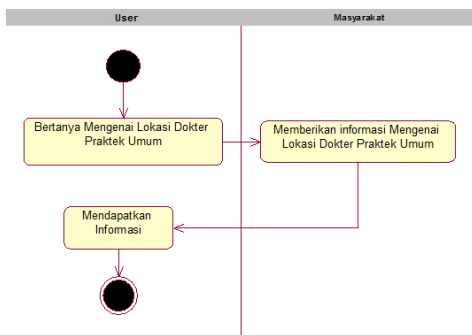 User
Masyarakat
Bertanya Mengenai Lokasi Dokter
Praktek Umum
Memberikan informasi Mengenai
Lokasi Dokter Praktek Umum
Mendapatkan
Informasi